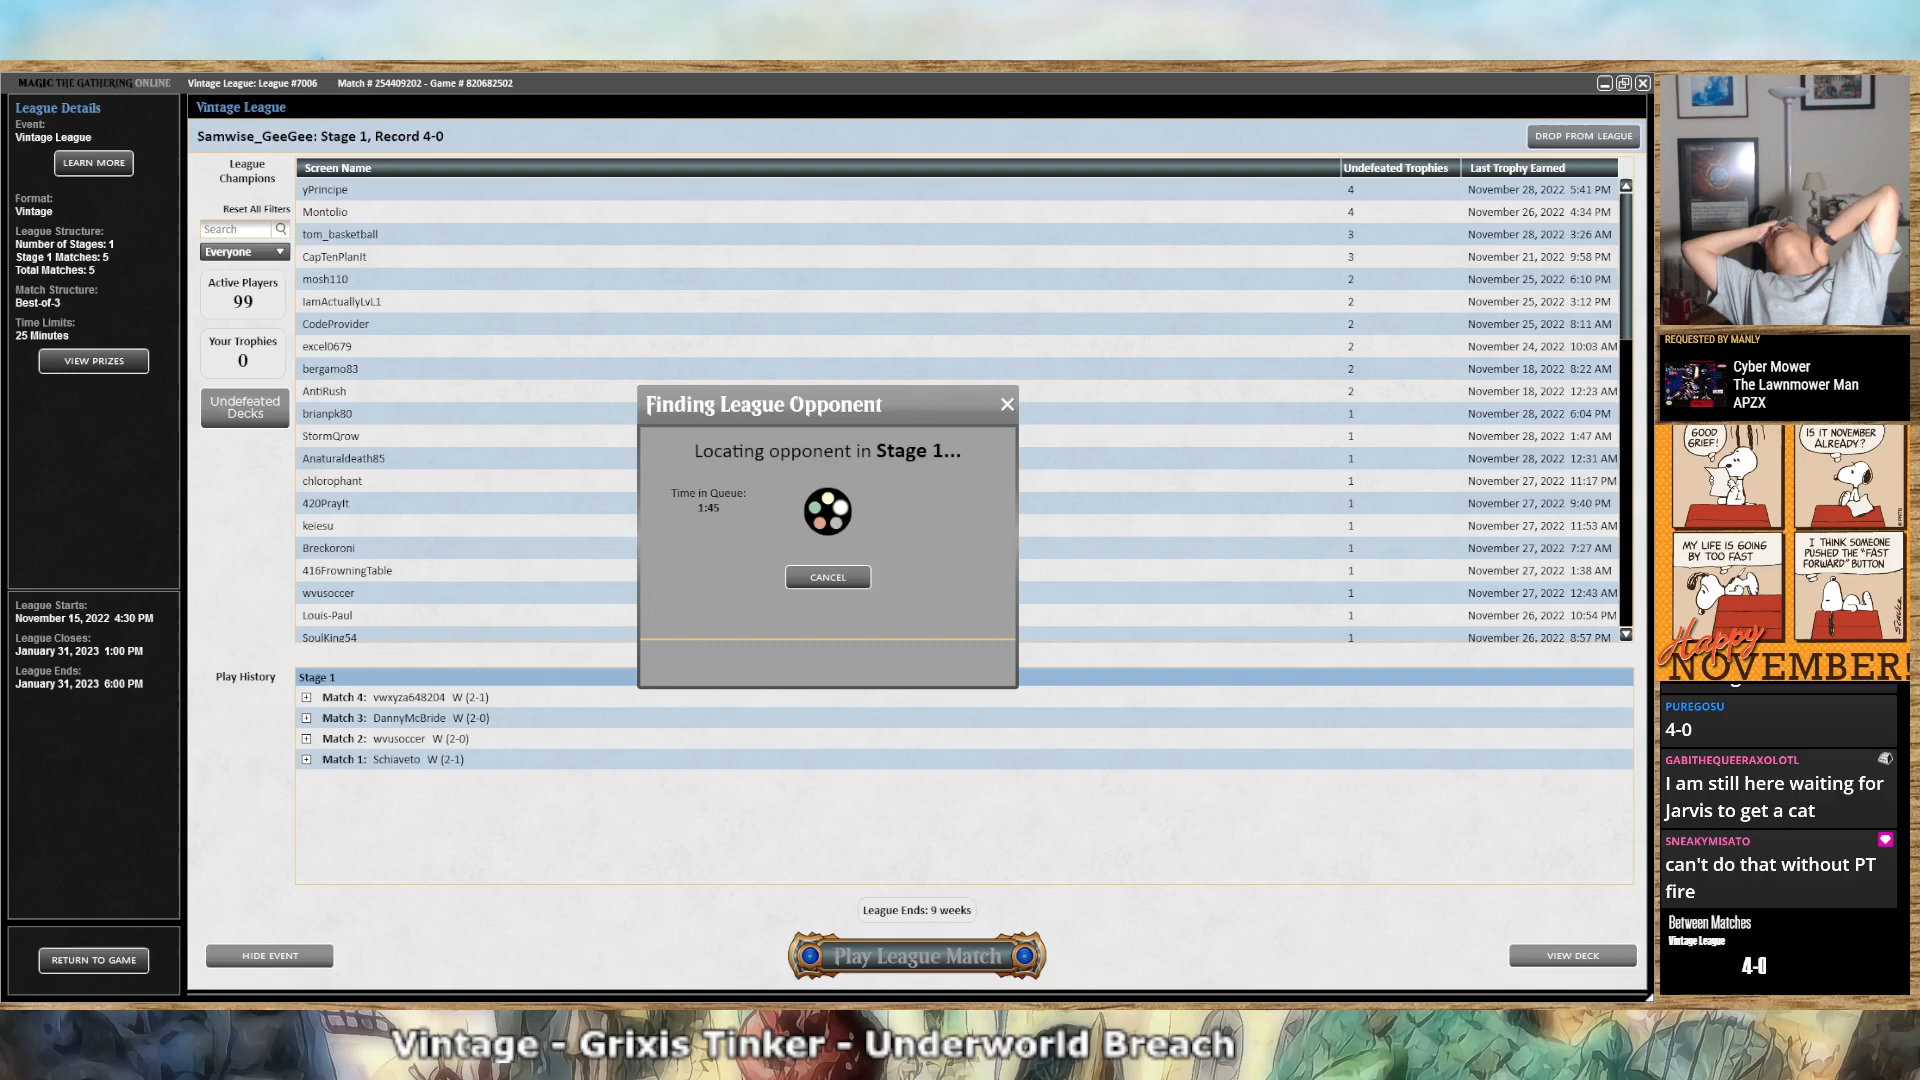 MAGIC THE GATHERING ONLINE
Vintage League: League #7006
Match # 254409202 - Game # 820682502
League Details
Event:
Vintage League
LEARN MORE
Format:
Vintage
League Structure:
Number of Stages: 1
Stage 1 Matches: 5
Total Matches: 5
Match Structure:
Best-of-3
Time Limits:
25 Minutes
VIEW PRIZES
League Starts:
November 15, 2022 4:30 PM
League Closes:
January 31, 2023 1:00 PM
League Ends:
January 31, 2023 6:00 PM
RETURN TO GAME
Vintage League
Samwise_GeeGee: Stage 1, Record 4-0
DROP FROM LEAGUE
League
Champions
Reset All Filters
Search
Everyone
Active Players
99
Your Trophies
0
Undefeated
Decks
Screen Name Undefeated Trophies Last Trophy Earned
yPrincipe 4 November 28, 2022 5:41 PM
Montolio 4 November 26, 2022 4:34 PM
tom_basketball 3 November 28, 2022 3:26 AM
CapTenPlanIt 3 November 21, 2022 9:58 PM
mosh110 2 November 25, 2022 6:10 PM
IamActuallyLvL1 2 November 25, 2022 3:12 PM
CodeProvider 2 November 25, 2022 8:11 AM
excel0679 2 November 24, 2022 10:03 AM
bergamo83 2 November 18, 2022 8:22 AM
AntiRush 2 November 18, 2022 12:23 AM
brianpk80 1 November 28, 2022 6:04 PM
StormQrow 1 November 28, 2022 1:47 AM
Anaturaldeath85 1 November 28, 2022 12:31 AM
chlorophant 1 November 27, 2022 11:17 PM
420PrayIt 1 November 27, 2022 9:40 PM
keiesu 1 November 27, 2022 11:53 AM
Breckoroni 1 November 27, 2022 7:27 AM
416FrowningTable 1 November 27, 2022 1:38 AM
wvusoccer 1 November 27, 2022 12:43 AM
Louis-Paul 1 November 26, 2022 10:54 PM
SoulKing54 1 November 26, 2022 8:57 PM
Finding League Opponent
Locating opponent in Stage 1...
Time in Queue:
1:45
CANCEL
Play History
Stage 1
Match 4: vwxyza648204 W (2-1)
Match 3: DannyMcBride W (2-0)
Match 2: wvusoccer W (2-0)
Match 1: Schiaveto W (2-1)
League Ends: 9 weeks
HIDE EVENT
Play League Match
VIEW DECK
REQUESTED BY MANLY
Cyber Mower
The Lawnmower Man
APZX
GOOD
GRIEF!
IS IT NOVEMBER
ALREADY?
MY LIFE IS GOING
BY TOO FAST
I THINK SOMEONE
PUSHED THE "FAST
FORWARD" BUTTON
SCHULZ
Happy
NOVEMBER!
PUREGOSU
4-0
GABITHEQUEERAXOLOTL
I am still here waiting for
Jarvis to get a cat
SNEAKYMISATO
can't do that without PT
fire
Between Matches
Vintage League
4-0
Vintage - Grixis Tinker - Underworld Breach